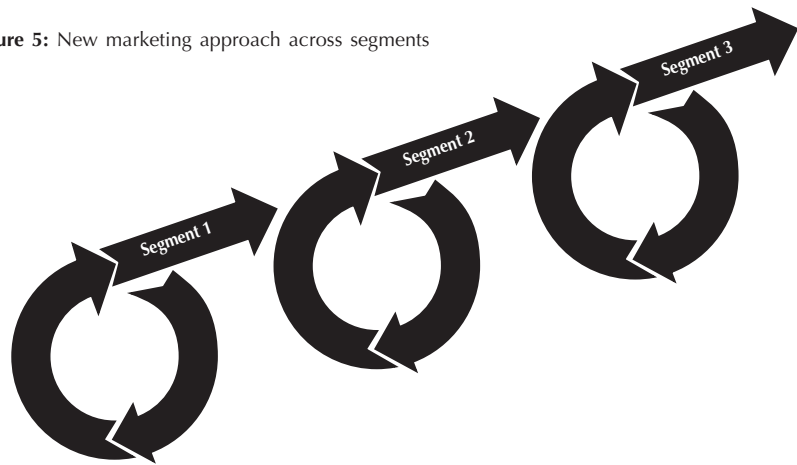 ure 5: New marketing approach across segments
Segment 3
Segment 2
Segment 1